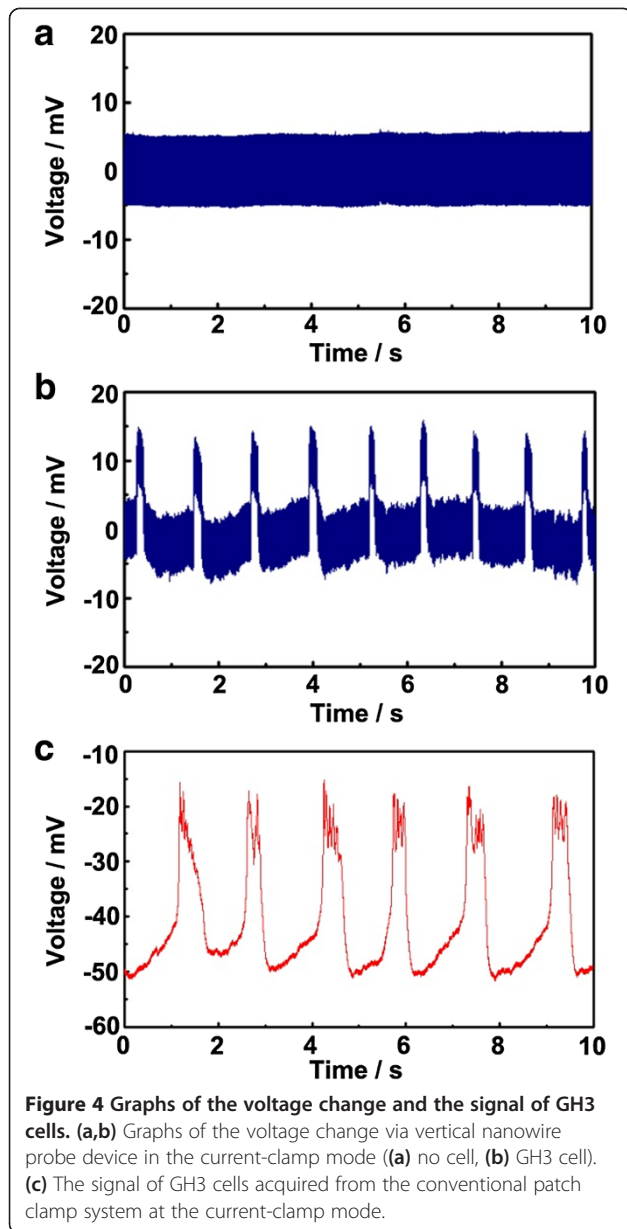 a
20
10
0
-10
-20
Voltage / mV
0 2 4 6 8 10
Time / s
b
20
10
0
-10
-20
Voltage / mV
0 2 4 6 8 10
Time / s
c
-10
-20
-30
-40
-50
-60
Voltage / mV
0 2 4 6 8 10
Time / s
Figure 4 Graphs of the voltage change and the signal of GH3
cells. (a,b) Graphs of the voltage change via vertical nanowire
probe device in the current-clamp mode ((a) no cell, (b) GH3 cell).
(c) The signal of GH3 cells acquired from the conventional patch
clamp system at the current-clamp mode.